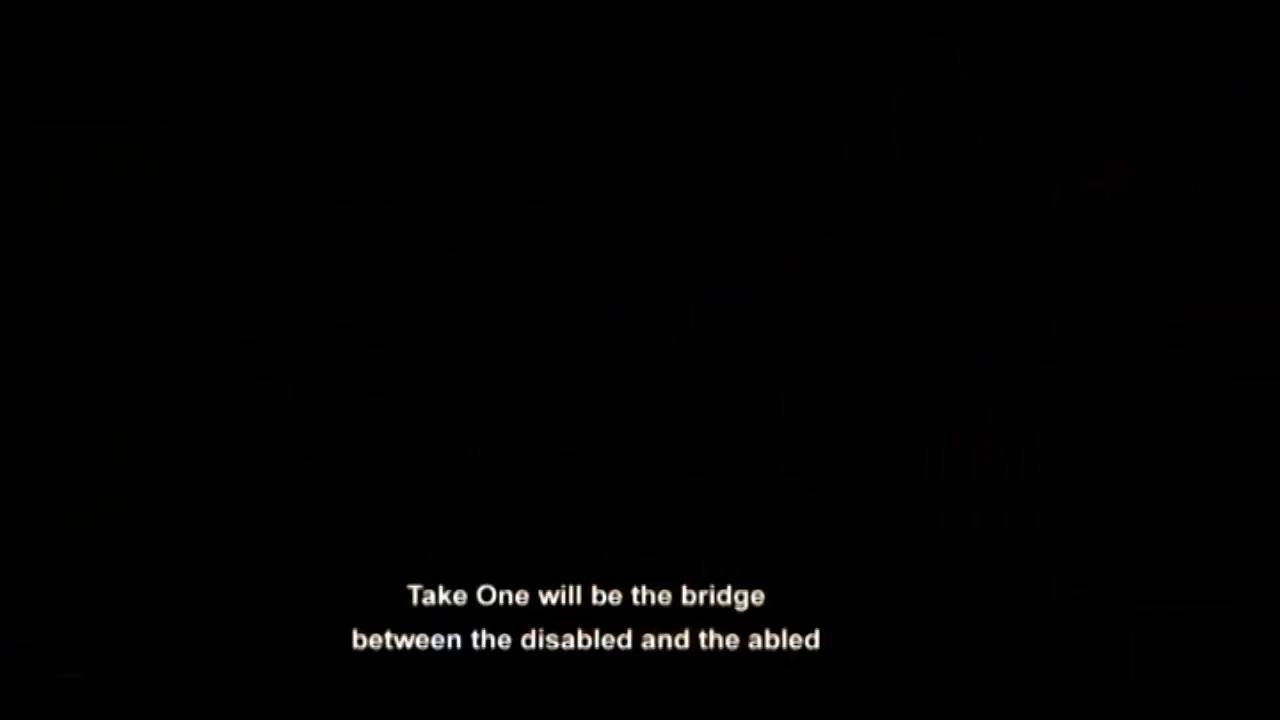 Take One will be the bridge
between the disabled and the abled